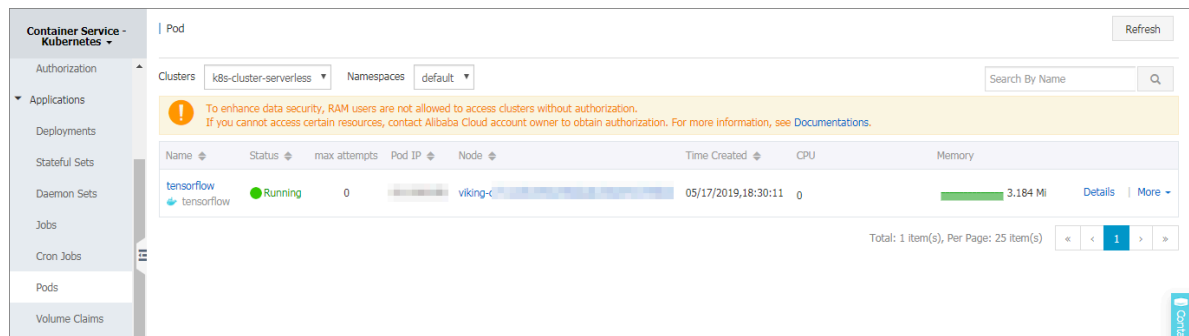 Container Service -
Kubernetes
Authorization
Applications
Deployments
Stateful Sets
Daemon Sets
Jobs
Cron Jobs
Pods
Volume Claims
Pod
Refresh
Clusters k8s-cluster-serverless Namespaces default
Search By Name
To enhance data security, RAM users are not allowed to access clusters without authorization.
If you cannot access certain resources, contact Alibaba Cloud account owner to obtain authorization. For more information, see Documentations.
Name Status max attempts Pod IP Node Time Created CPU Memory
tensorflow Running 0 viking- 05/17/2019,18:30:11 0 3.184 Mi Details | More
tensorflow
Total: 1 item(s), Per Page: 25 item(s) « ‹ 1 › »